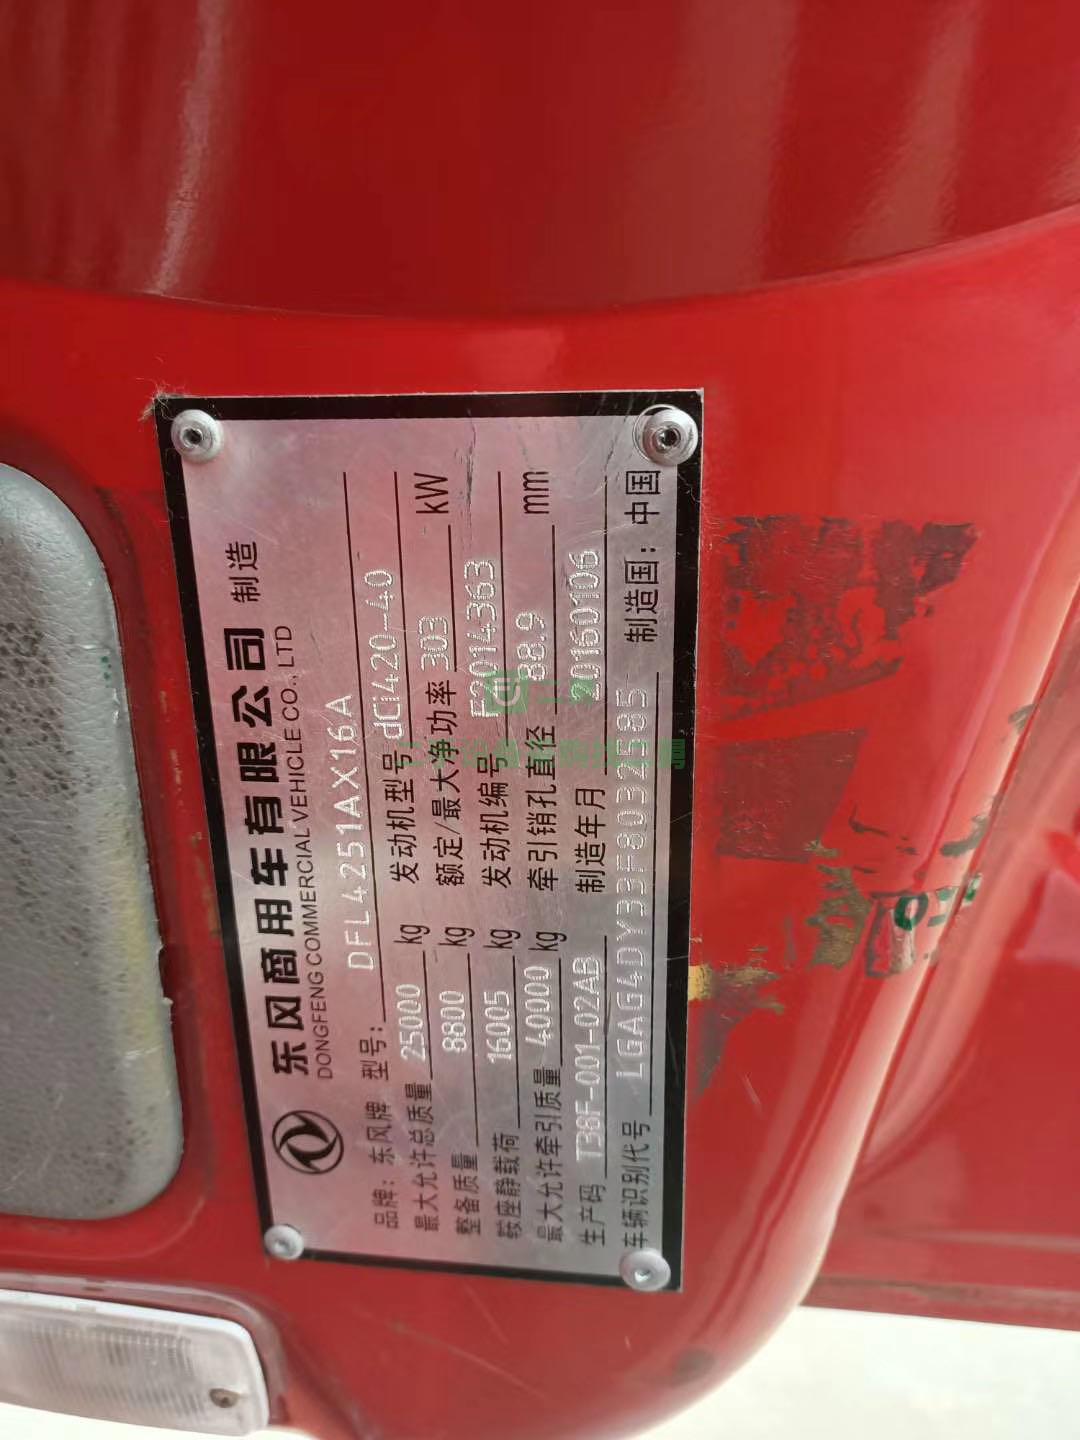 东风商用车有限公司 制造
DONGFENG COMMERCIAL VEHICLE CO., LTD
品牌：东风牌 型号：DFL4251AX16A
最大允许总质量 25000 kg 发动机型号 dCi420-40
整备质量 8800 kg 额定/最大净功率 303 kW
鞍座静载荷 16005 kg 发动机编号 F2014363
最大允许牵引质量 40000 kg 牵引销孔直径 88.9 mm
生产码 T38F-001-02AB 制造年月 20160106
车辆识别代号 LGAG4DY33F8032585 制造国：中国